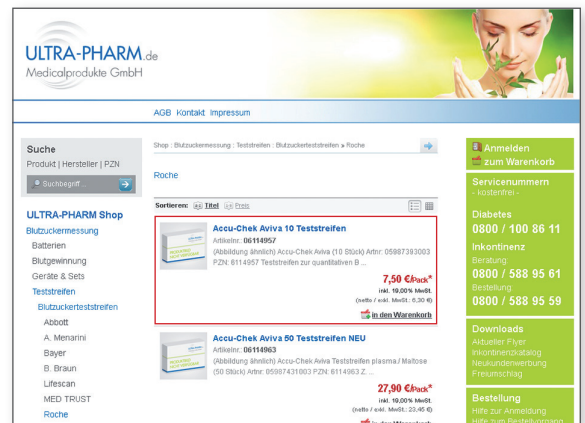 ULTRA-PHARM.de
Medicalprodukte GmbH
AGB Kontakt Impressum
Suche
Produkt | Hersteller | PZN
Suchbegriff ...
ULTRA-PHARM Shop
Blutzuckermessung
Batterien
Blutgewinnung
Geräte & Sets
Teststreifen
Blutzuckerteststreifen
Abbott
A. Menarini
Bayer
B. Braun
Lifescan
MED TRUST
Roche
Shop : Blutzuckermessung : Teststreifen : Blutzuckerteststreifen » Roche
Roche
Sortieren: Titel Preis
Accu-Chek Aviva 10 Teststreifen
Artikelnr.: 06114957
(Abbildung ähnlich) Accu-Chek Aviva (10 Stück) Artnr: 05987393003
PZN: 6114957 Teststreifen zur quantitativen B ...
7,50 €/Pack*
inkl. 19,00% MwSt.
(netto / exkl. MwSt.: 6,30 €)
in den Warenkorb
Accu-Chek Aviva 50 Teststreifen NEU
Artikelnr.: 06114963
(Abbildung ähnlich) Accu-Chek Aviva Teststreifen plasma / Maltose
(50 Stück) Artnr: 05987431003 PZN: 6114963 Z ...
27,90 €/Pack*
inkl. 19,00% MwSt.
(netto / exkl. MwSt.: 23,45 €)
in den Warenkorb
Anmelden
zum Warenkorb
Servicenummern
- kostenfrei -
Diabetes
0800 / 100 86 11
Inkontinenz
Beratung:
0800 / 588 95 61
Bestellung:
0800 / 588 95 59
Downloads
Aktueller Flyer
Inkontinenzkatalog
Neukundenwerbung
Freiumschlag
Bestellung
Hilfe zur Anmeldung
Hilfe zum Bestellvorgang